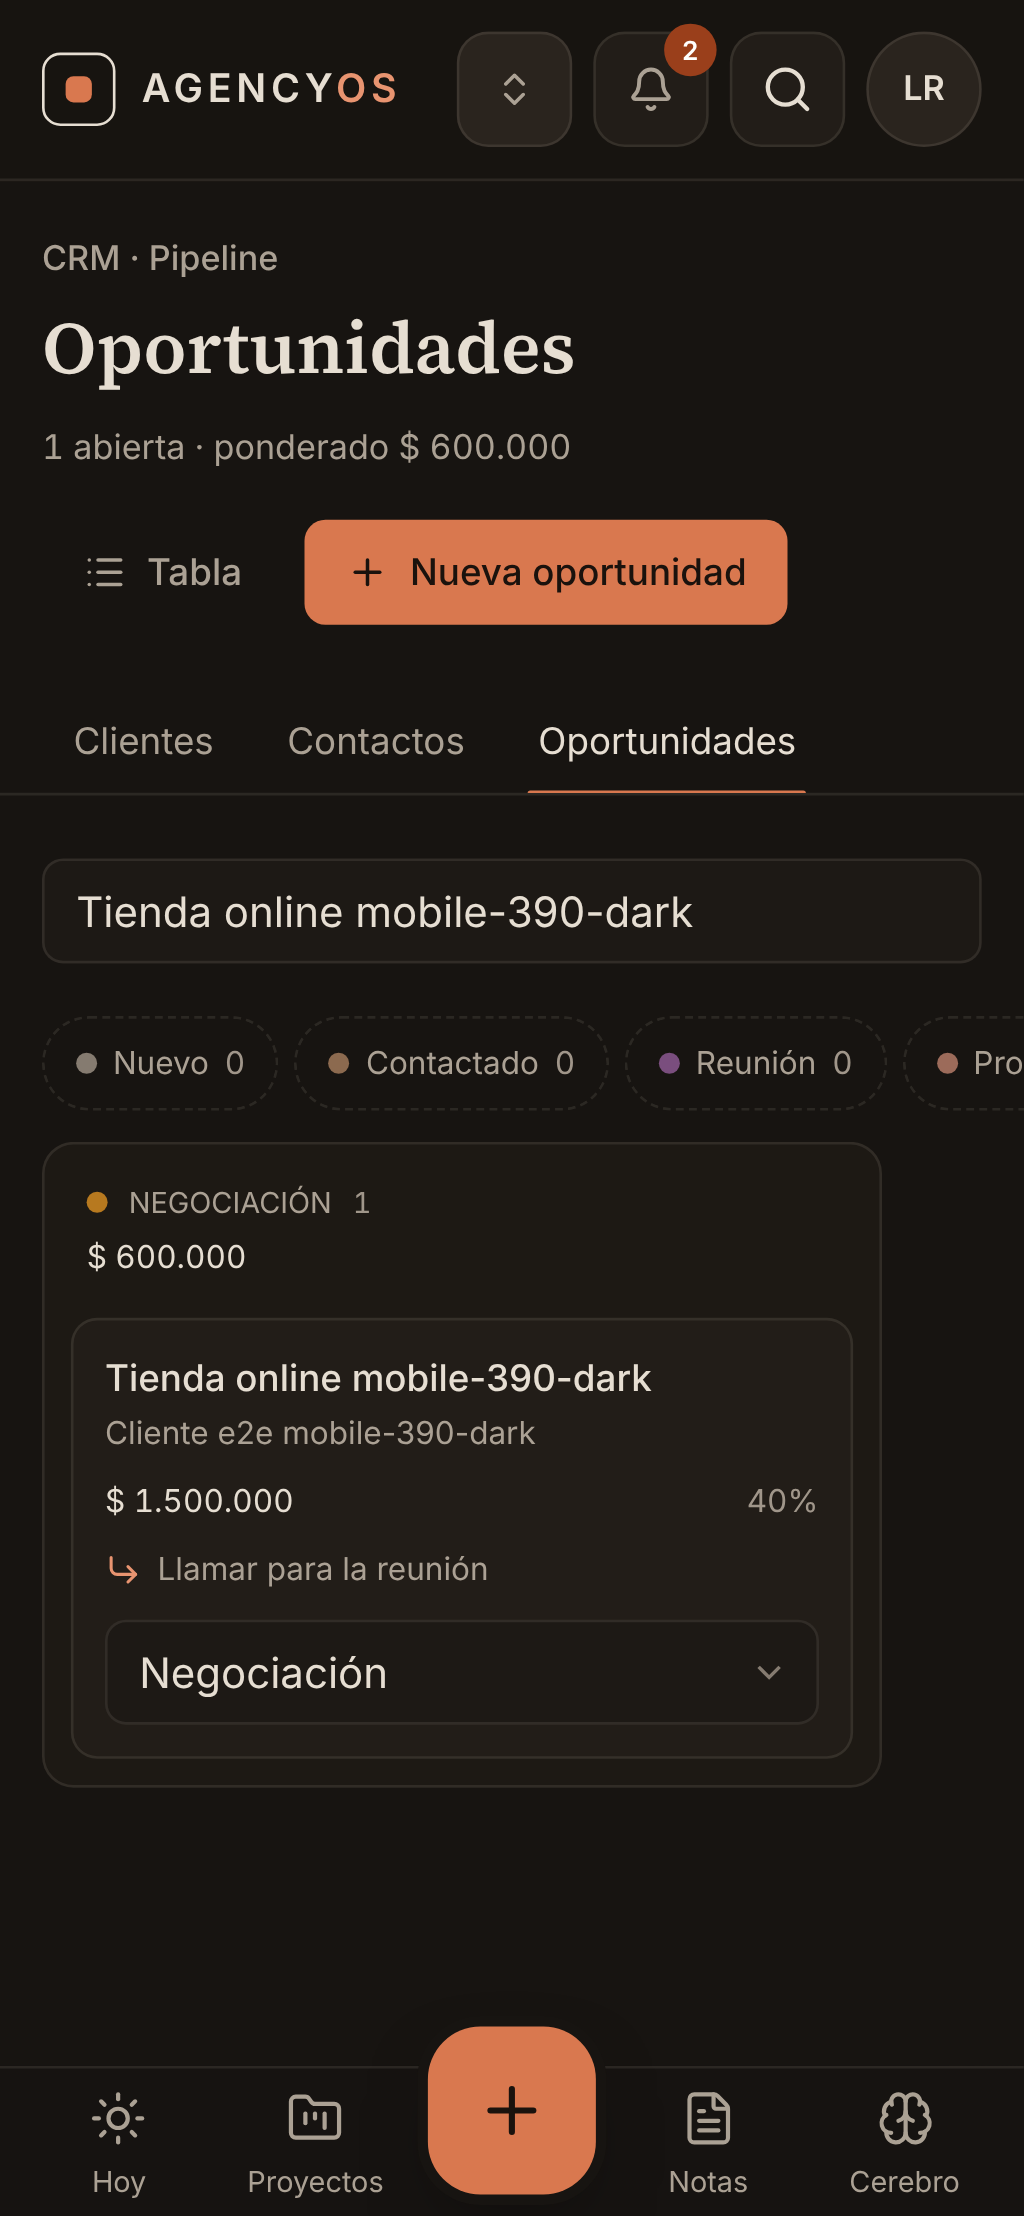 AGENCYOS
2
LR
CRM · Pipeline
Oportunidades
1 abierta · ponderado $ 600.000
Tabla
Nueva oportunidad
Clientes Contactos Oportunidades
Tienda online mobile-390-dark
Nuevo 0 Contactado 0 Reunión 0 Pro
NEGOCIACIÓN 1
$ 600.000
Tienda online mobile-390-dark
Cliente e2e mobile-390-dark
$ 1.500.000 40%
Llamar para la reunión
Negociación
Hoy Proyectos Notas Cerebro